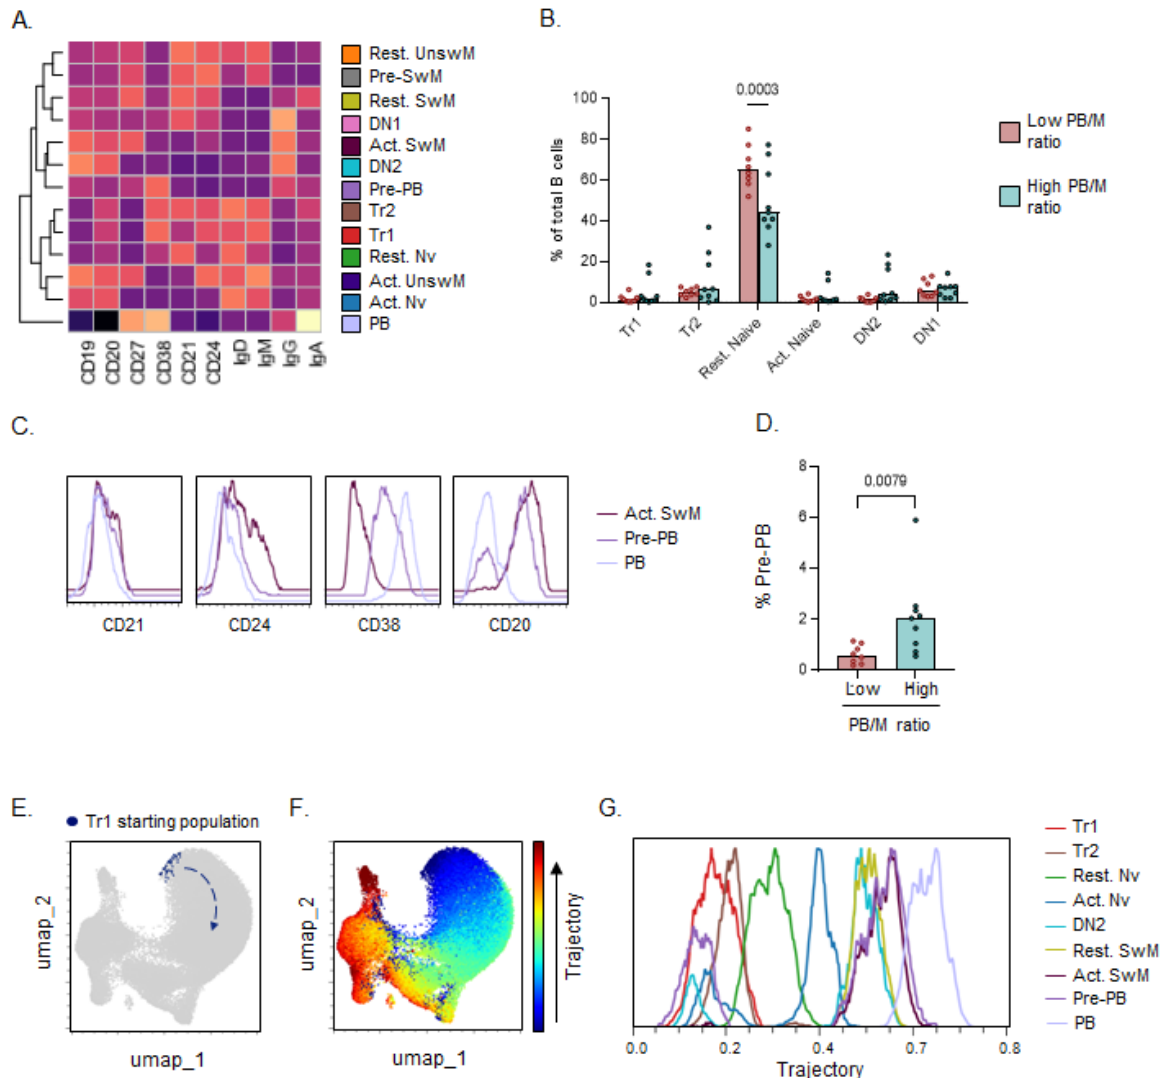 A.
Rest. UnswM
Pre-SwM
Rest. SwM
DN1
Act. SwM
DN2
Pre-PB
Tr2
Tr1
Rest. Nv
Act. UnswM
Act. Nv
PB
CD19
CD20
CD27
CD38
CD21
CD24
IgD
IgM
IgG
IgA
B.
0.0003
100
80
60
40
20
0
% of total B cells
Tr1
Tr2
Rest. Naive
Act. Naive
DN2
DN1
Low PB/M
ratio
High PB/M
ratio
C.
CD21
CD24
CD38
CD20
Act. SwM
Pre-PB
PB
D.
0.0079
8
6
4
2
0
% Pre-PB
Low
High
PB/M ratio
E.
Tr1 starting population
umap_2
umap_1
F.
umap_2
umap_1
Trajectory
G.
0.0
0.2
0.4
0.7
0.8
Trajectory
Tr1
Tr2
Rest. Nv
Act. Nv
DN2
Rest. SwM
Act. SwM
Pre-PB
PB